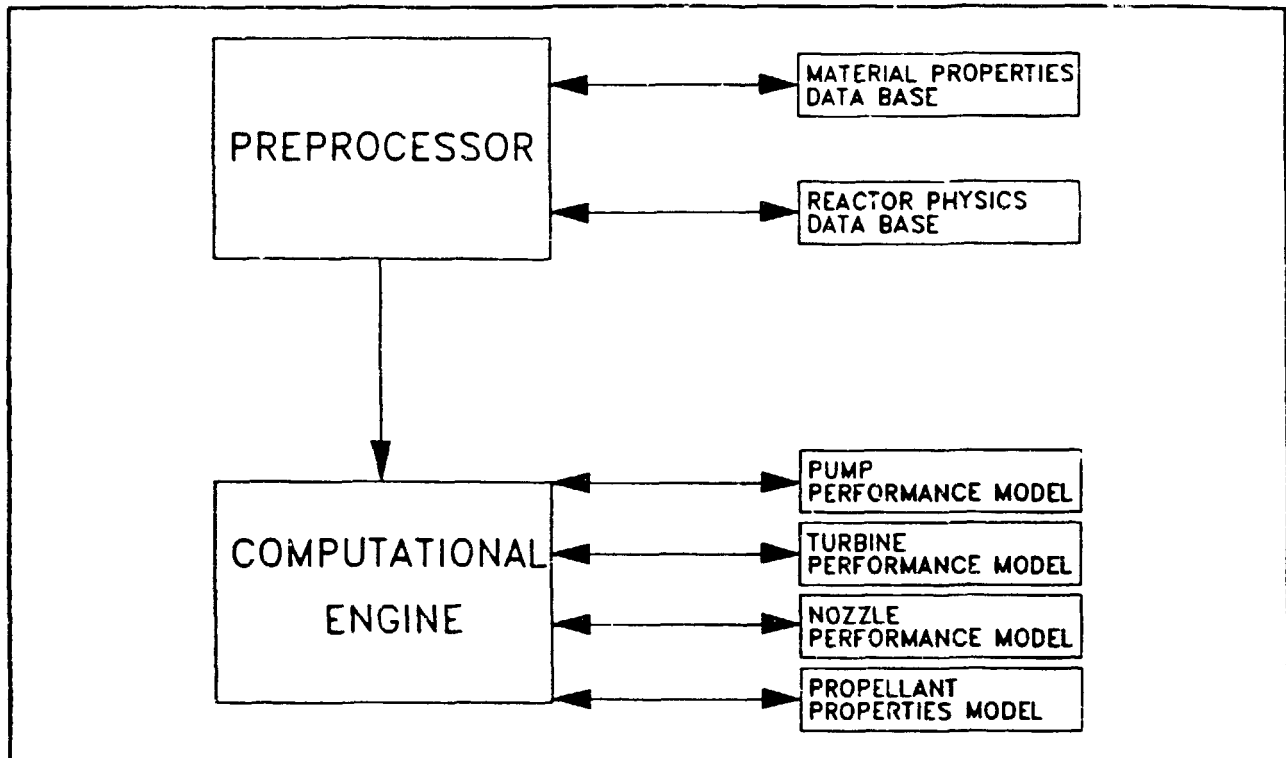 PREPROCESSOR
MATERIAL PROPERTIES
DATA BASE
REACTOR PHYSICS
DATA BASE
COMPUTATIONAL
ENGINE
PUMP
PERFORMANCE MODEL
TURBINE
PERFORMANCE MODEL
NOZZLE
PERFORMANCE MODEL
PROPELLANT
PROPERTIES MODEL